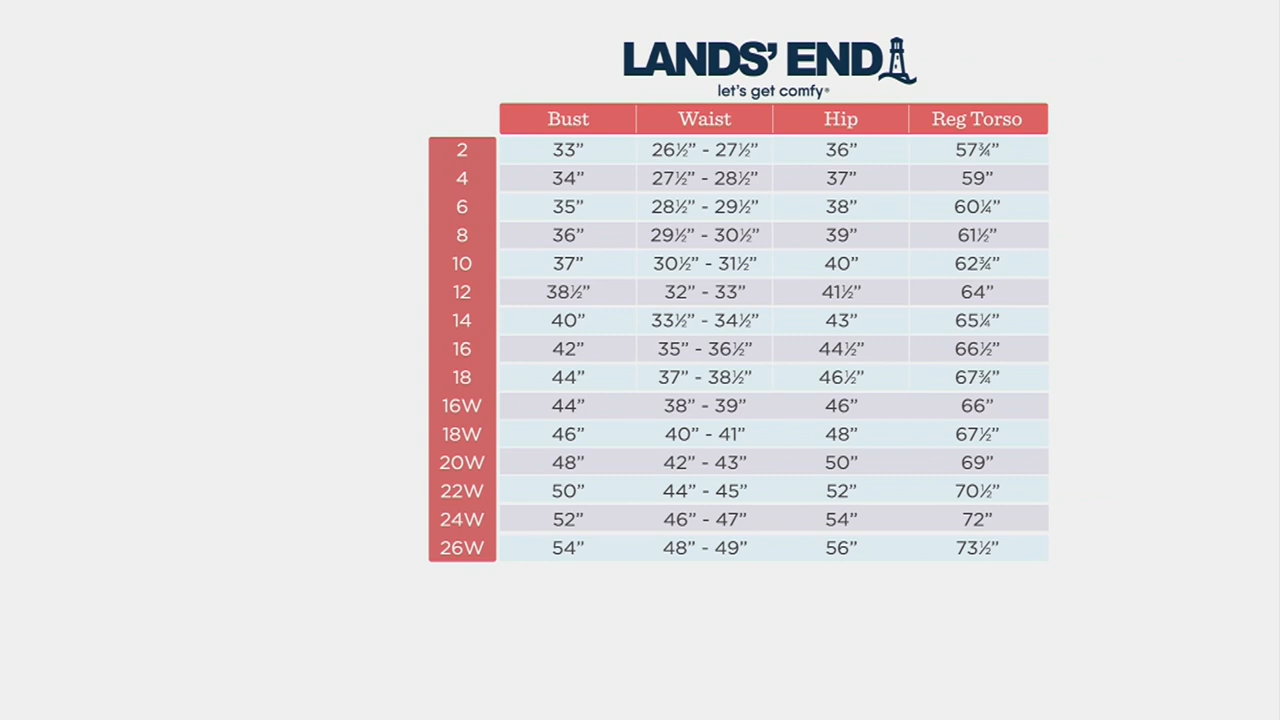 LANDS’ END
let’s get comfy®
Bust Waist Hip Reg Torso
2 33” 26½” - 27½” 36” 57¾”
4 34” 27½” - 28½” 37” 59”
6 35” 28½” - 29½” 38” 60¼”
8 36” 29½” - 30½” 39” 61½”
10 37” 30½” - 31½” 40” 62¾”
12 38½” 32” - 33” 41½” 64”
14 40” 33½” - 34½” 43” 65¼”
16 42” 35” - 36½” 44½” 66½”
18 44” 37” - 38½” 46½” 67¾”
16W 44” 38” - 39” 46” 66”
18W 46” 40” - 41” 48” 67½”
20W 48” 42” - 43” 50” 69”
22W 50” 44” - 45” 52” 70½”
24W 52” 46” - 47” 54” 72”
26W 54” 48” - 49” 56” 73½”